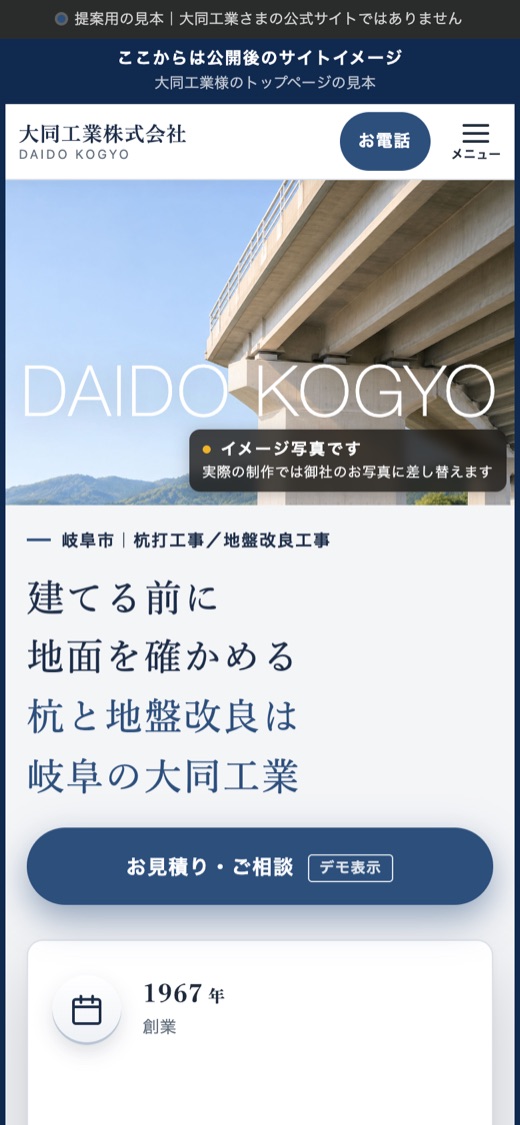 提案用の見本｜大同工業さまの公式サイトではありません
ここからは公開後のサイトイメージ
大同工業様のトップページの見本
大同工業株式会社
DAIDO KOGYO
お電話
メニュー
DAIDO KOGYO
イメージ写真です
実際の制作では御社のお写真に差し替えます
岐阜市｜杭打工事／地盤改良工事
建てる前に
地面を確かめる
杭と地盤改良は
岐阜の大同工業
お見積り・ご相談 デモ表示
1967年
創業